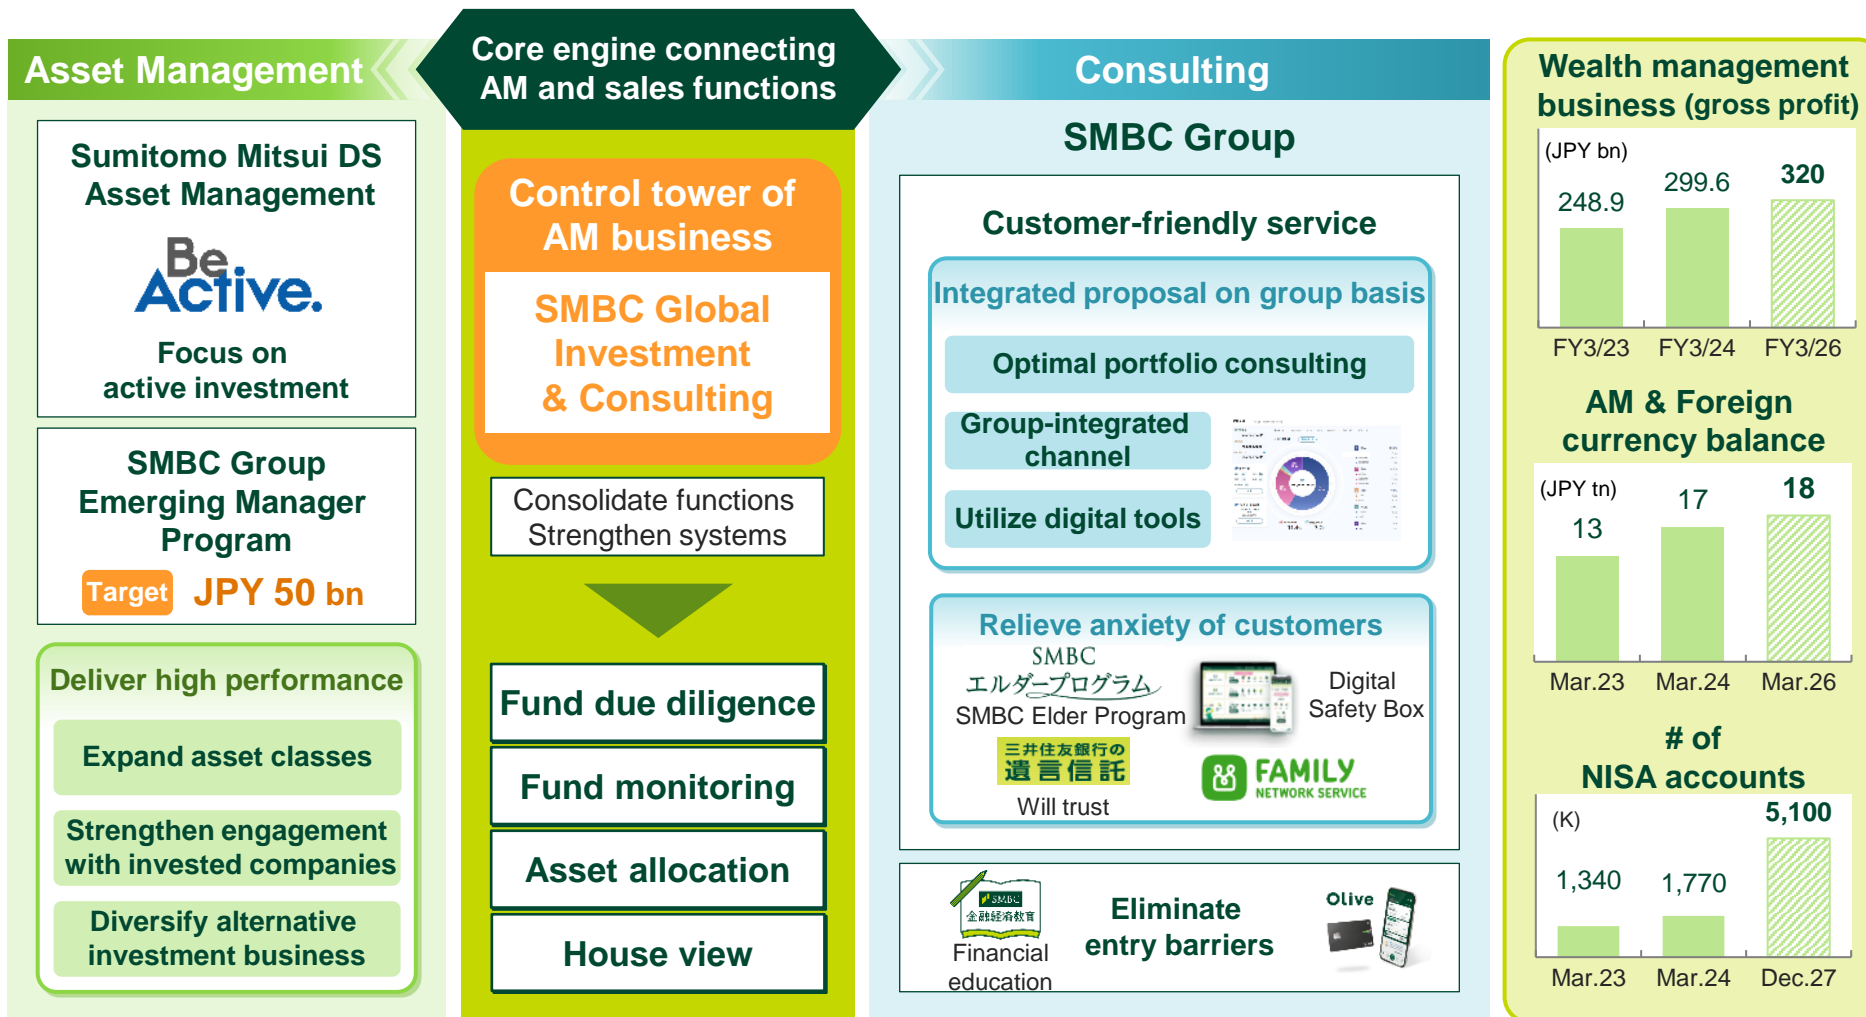 Asset Management
Core engine connecting
AM and sales functions
Consulting
Sumitomo Mitsui DS
Asset Management
Be
Active.
Focus on
active investment
SMBC Group
Emerging Manager
Program
Target JPY 50 bn
Deliver high performance
Expand asset classes
Strengthen engagement
with invested companies
Diversify alternative
investment business
Control tower of
AM business
SMBC Global
Investment
& Consulting
Consolidate functions
Strengthen systems
Fund due diligence
Fund monitoring
Asset allocation
House view
SMBC Group
Customer-friendly service
Integrated proposal on group basis
Optimal portfolio consulting
Group-integrated
channel
Utilize digital tools
Relieve anxiety of customers
SMBC
エルダープログラム
SMBC Elder Program
Digital
Safety Box
三井住友銀行の
遺言信託
Will trust
FAMILY
NETWORK SERVICE
SMBC
金融経済教育
Financial
education
Eliminate
entry barriers
Olive
Wealth management
business (gross profit)
(JPY bn)
248.9
299.6
320
FY3/23 FY3/24 FY3/26
AM & Foreign
currency balance
(JPY tn)
13
17
18
Mar.23 Mar.24 Mar.26
# of
NISA accounts
(K)
1,340
1,770
5,100
Mar.23 Mar.24 Dec.27